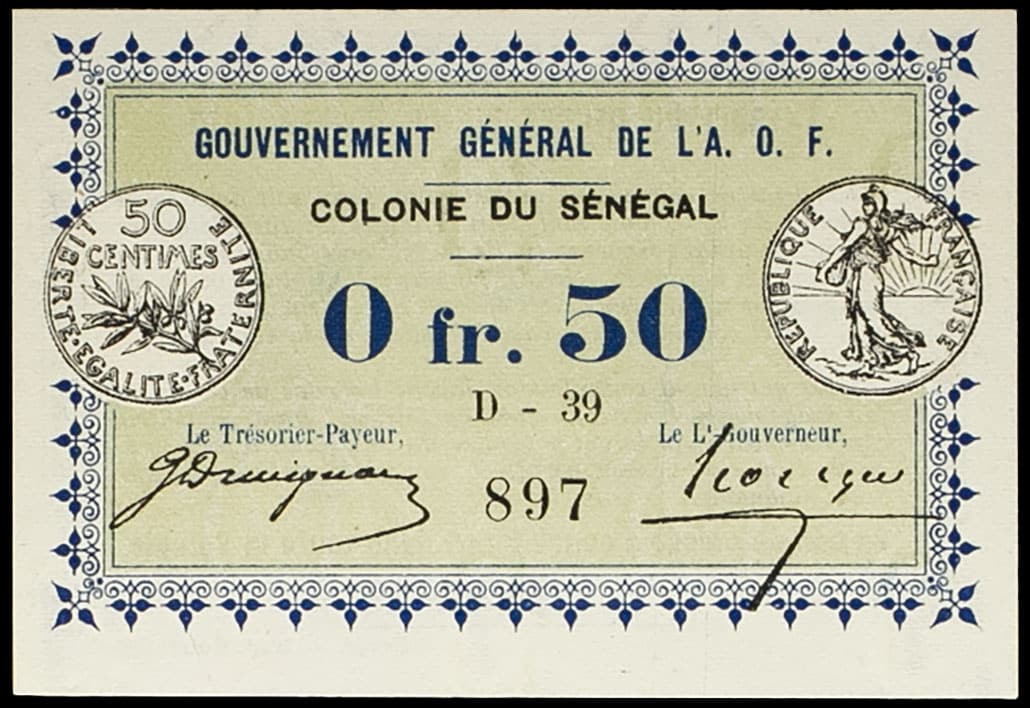 GOUVERNEMENT GÉNÉRAL DE L'A. O. F.
COLONIE DU SÉNÉGAL
50
CENTIMES
LIBERTE·EGALITE·FRATERNITE
REPUBLIQUE FRANÇAISE
0 fr. 50
D - 39
Le Trésorier-Payeur,
Le Lt-Gouverneur,
897